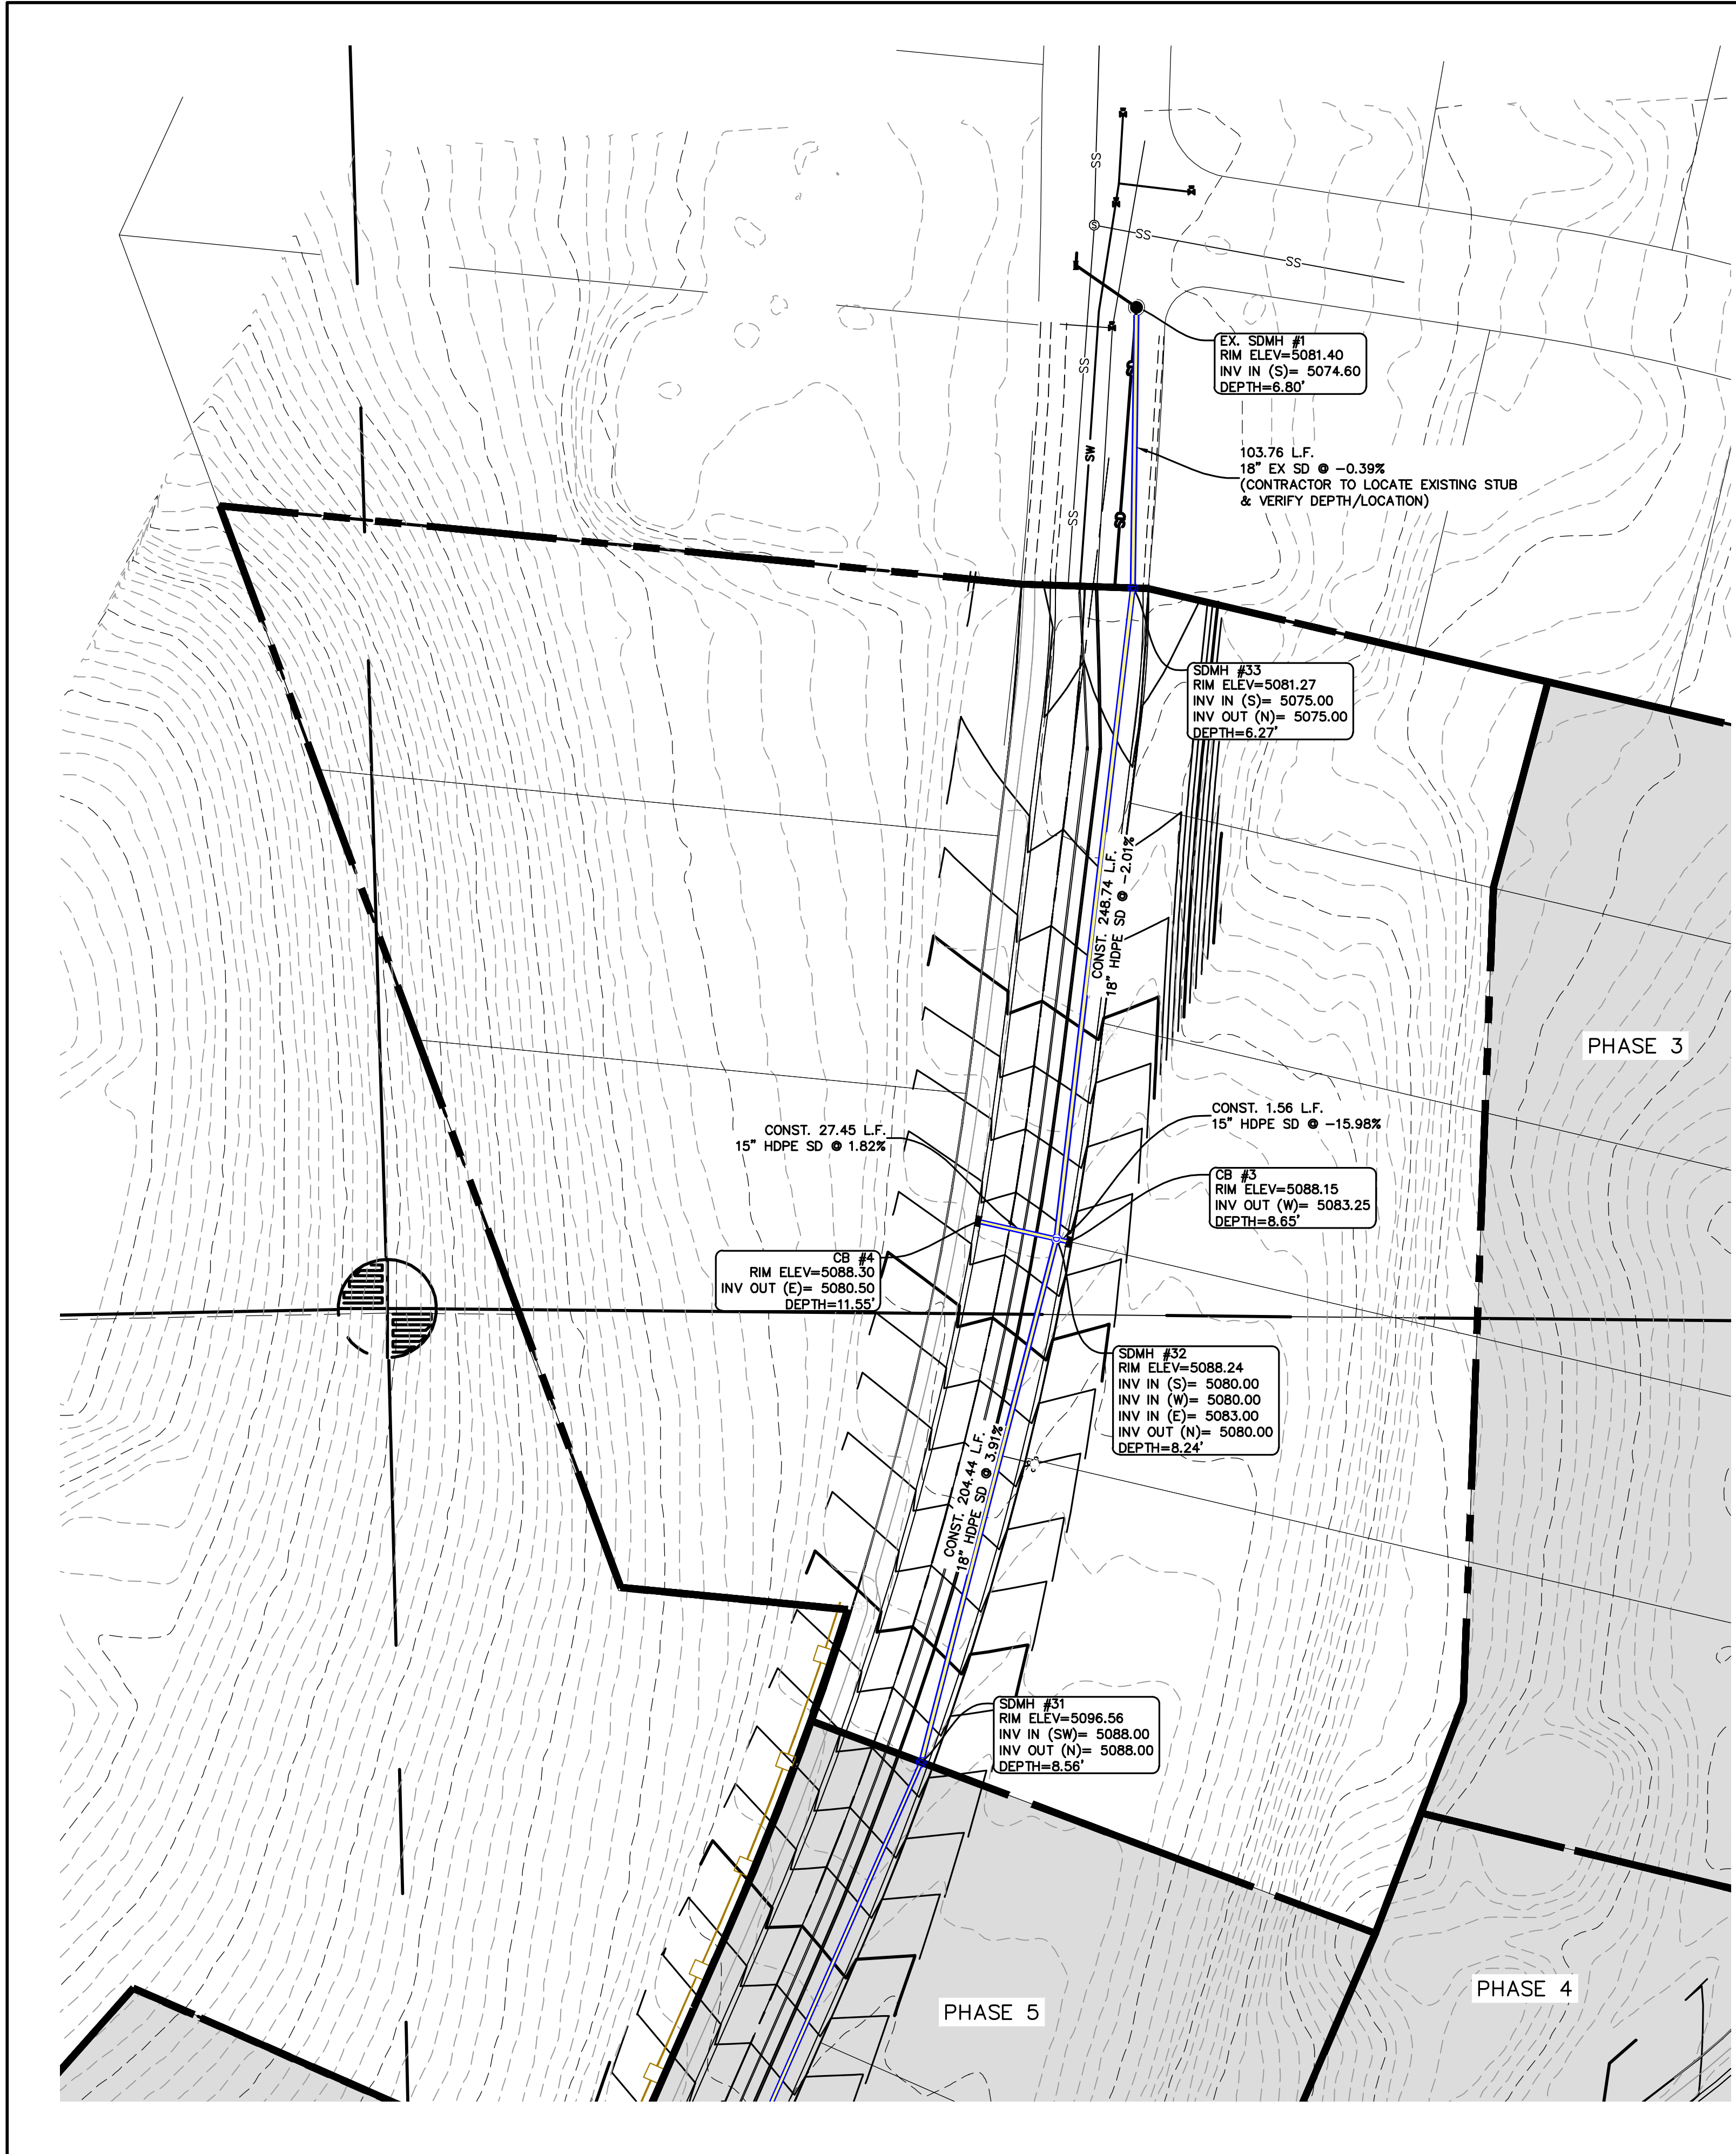 SS
SS
SS
S
EX. SDMH #1
RIM ELEV=5081.40
INV IN (S)= 5074.60
DEPTH=6.80'
SS
SD
103.76 L.F.
18" EX SD @ -0.39%
(CONTRACTOR TO LOCATE EXISTING STUB
& VERIFY DEPTH/LOCATION)
SW
SS
SD
SDMH #33
RIM ELEV=5081.27
INV IN (S)= 5075.00
INV OUT (N)= 5075.00
DEPTH=6.27'
CONST. 248.74 L.F.
18" HDPE SD @ -2.01%
PHASE 3
CONST. 27.45 L.F.
15" HDPE SD @ 1.82%
CONST. 1.56 L.F.
15" HDPE SD @ -15.98%
CB #3
RIM ELEV=5088.15
INV OUT (W)= 5083.25
DEPTH=8.65'
CB #4
RIM ELEV=5088.30
INV OUT (E)= 5080.50
DEPTH=11.55'
SDMH #32
RIM ELEV=5088.24
INV IN (S)= 5080.00
INV IN (W)= 5080.00
INV IN (E)= 5083.00
INV OUT (N)= 5080.00
DEPTH=8.24'
CONST. 204.44 L.F.
18" HDPE SD @ 3.91%
SDMH #31
RIM ELEV=5096.56
INV IN (SW)= 5088.00
INV OUT (N)= 5088.00
DEPTH=8.56'
PHASE 4
PHASE 5